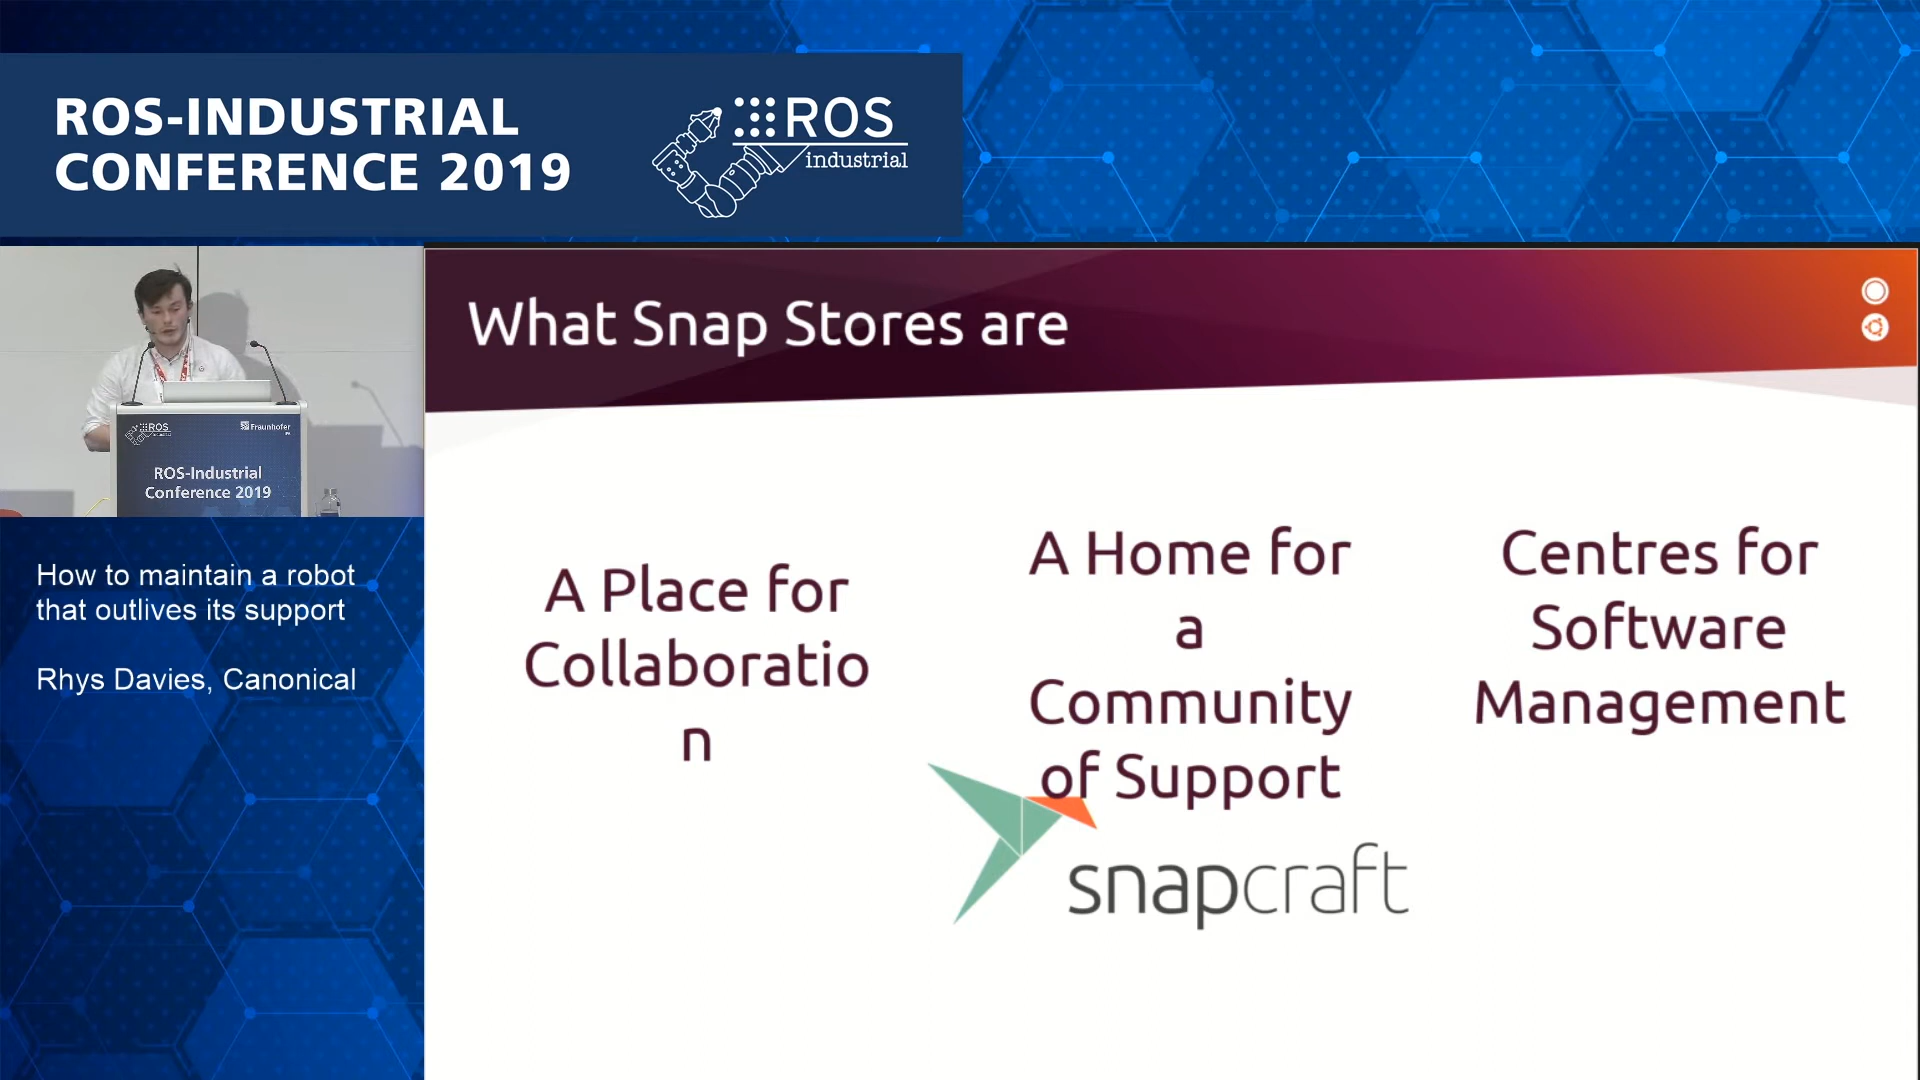 ROS-INDUSTRIAL
CONFERENCE 2019
ROS
industrial
What Snap Stores are
ROS
Fraunhofer
ROS-Industrial
Conference 2019
How to maintain a robot
that outlives its support
Rhys Davies, Canonical
A Place for
Collaboratio
n
A Home for
a
Community
of Support
Centres for
Software
Management
snapcraft